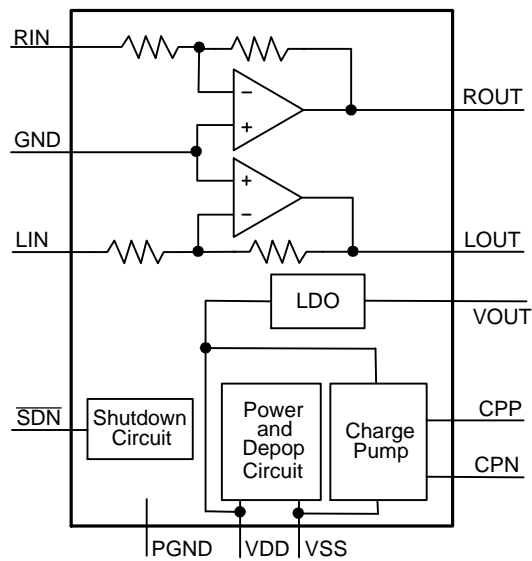 RIN
ROUT
−
GND
+
+
−
LIN
LOUT
LDO
VOUT
SDN
Shutdown
Circuit
Power
and
Depop
Circuit
Charge
Pump
CPP
CPN
PGND
VDD
VSS